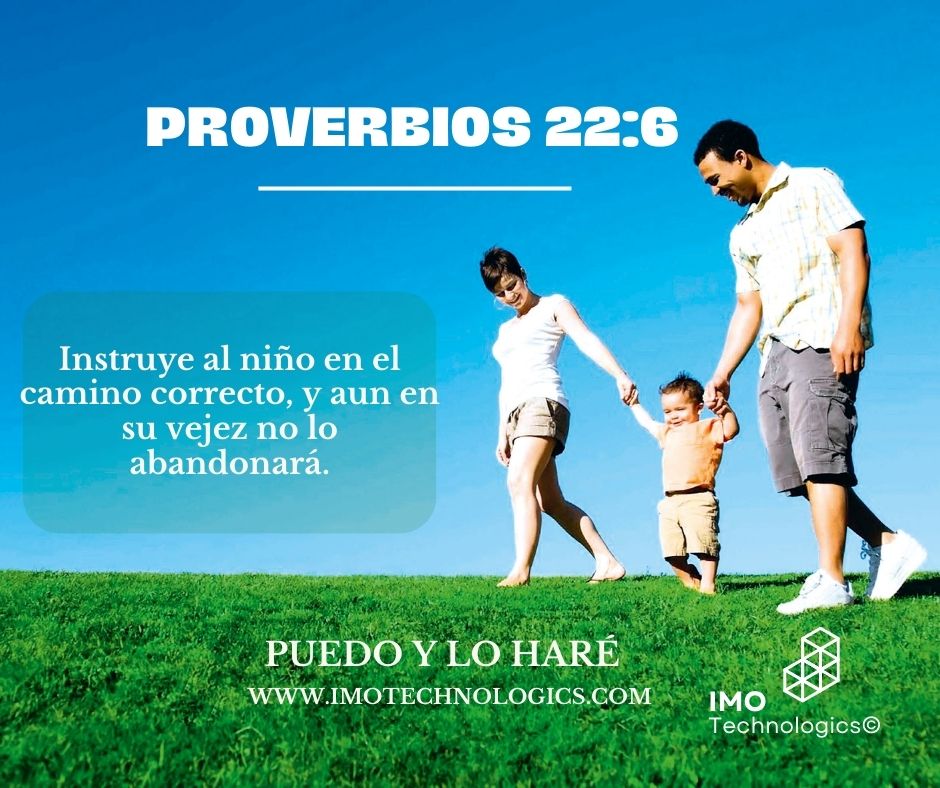 PROVERBIOS 22:6
Instruye al niño en el
camino correcto, y aun en
su vejez no lo
abandonará.
PUEDO Y LO HARÉ
WWW.IMOTECHNOLOGICS.COM
IMO
Technologics©